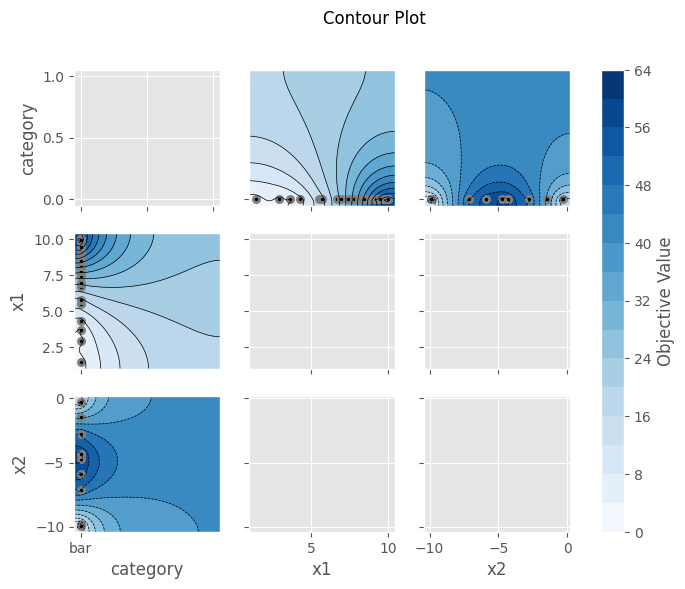 Contour Plot
category
1.0
0.5
0.0
x1
10.0
7.5
5.0
2.5
x2
0
−5
−10
bar
category
5 10
x1
−10 −5 0
x2
64
56
48
40
32
24
16
8
0
Objective Value